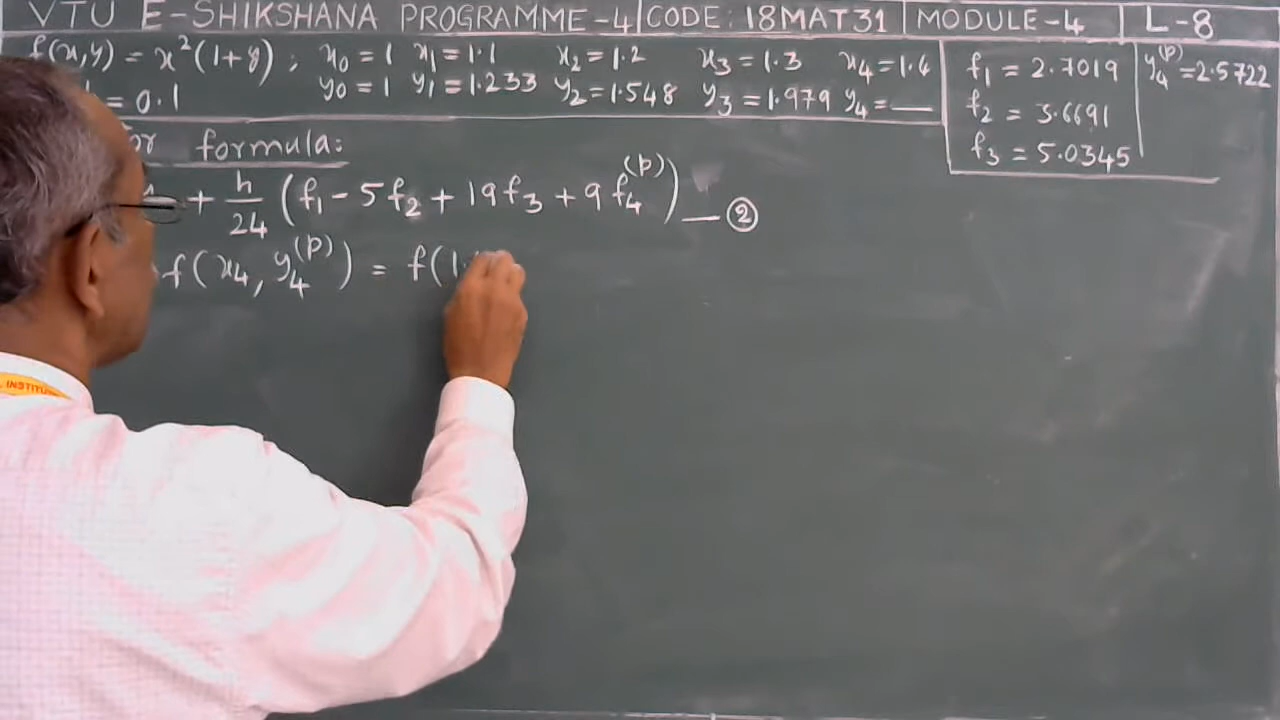 VTU E-SHIKSHANA PROGRAMME-4 CODE: 18MAT31 MODULE-4 L-8
f(x,y) = x²(1+y) ; x₀ = 1 x₁ = 1.1 x₂ = 1.2 x₃ = 1.3 x₄ = 1.4
= 0.1 y₀ = 1 y₁ = 1.233 y₂ = 1.548 y₃ = 1.979 y₄ = __
f₁ = 2.7019
f₂ = 3.6691
f₃ = 5.0345
y₄⁽ᵖ⁾ = 2.5722
formula:
+ h/24 (f₁ - 5f₂ + 19f₃ + 9f₄⁽ᵖ⁾) — ②
f(x₄, y₄⁽ᵖ⁾) = f(1.
INSTITU